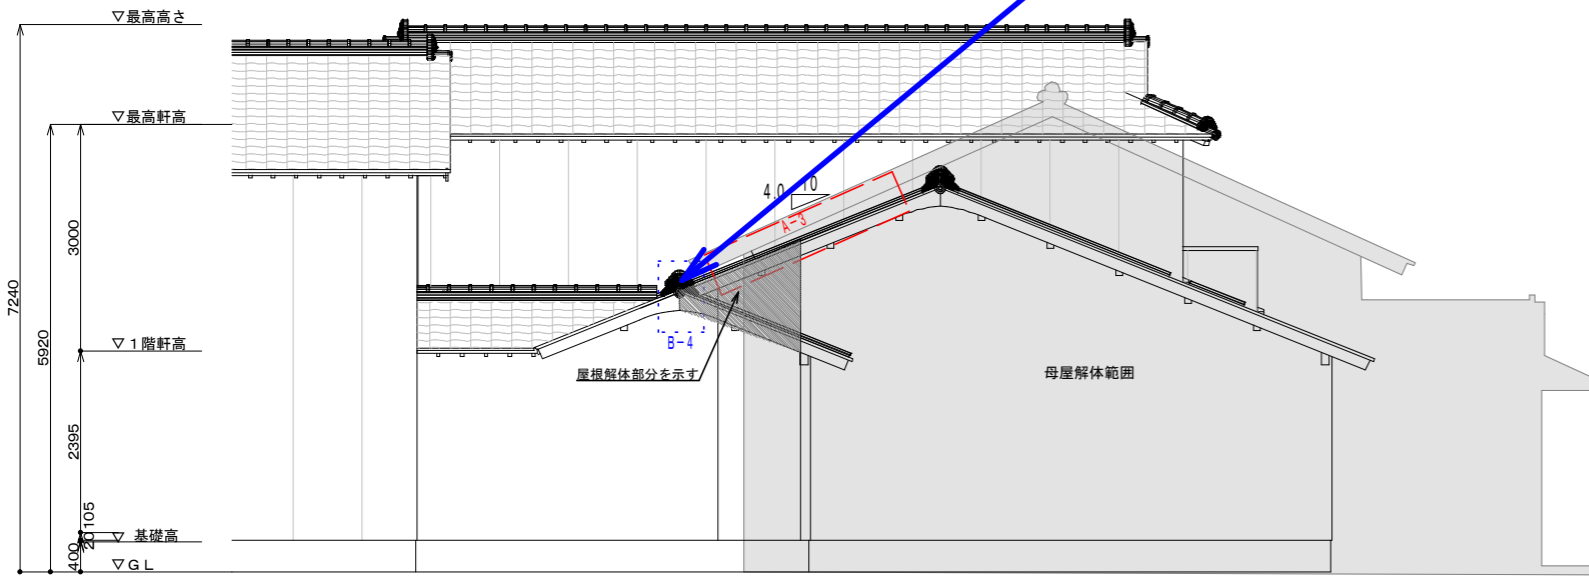 ▽最高高さ
▽最高軒高
4.0
10
A-3
3000
7240
5920
B-4
▽1階軒高
屋根解体部分を示す
母屋解体範囲
2395
105
20
▽ 基礎高
400
▽GL